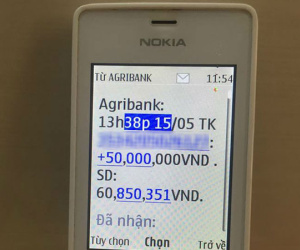 NOKIA
Từ AGRIBANK 11:54
Agribank:
13h38p 15/05 TK
:
+50,000,000VND.
SD:
60,850,351VND.
Đã nhận:
Tùy chọn Chọn Trở về